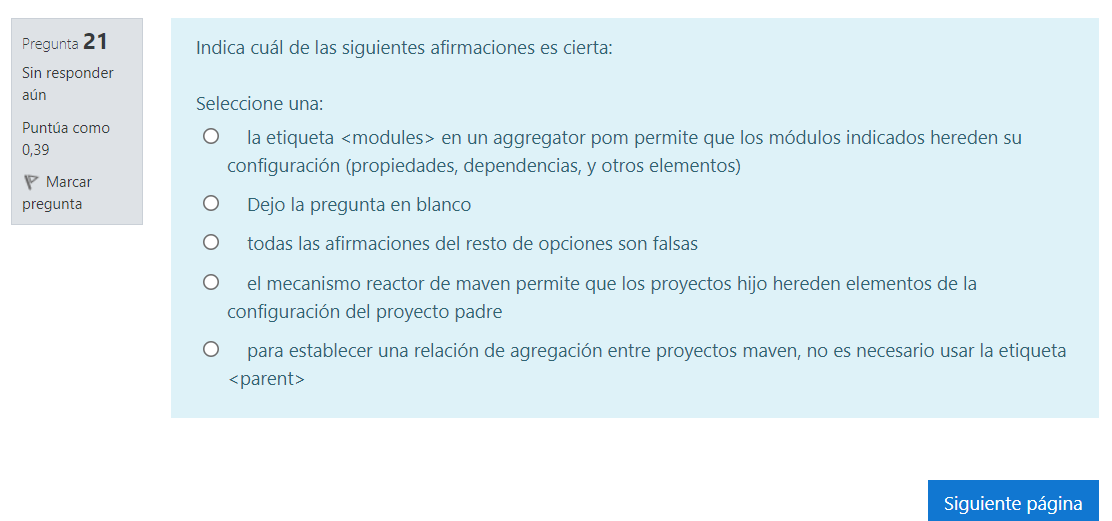 Pregunta 21
Sin responder
aún
Puntúa como
0,39
Marcar
pregunta
Indica cuál de las siguientes afirmaciones es cierta:
Seleccione una:
la etiqueta <modules> en un aggregator pom permite que los módulos indicados hereden su
configuración (propiedades, dependencias, y otros elementos)
Dejo la pregunta en blanco
todas las afirmaciones del resto de opciones son falsas
el mecanismo reactor de maven permite que los proyectos hijo hereden elementos de la
configuración del proyecto padre
para establecer una relación de agregación entre proyectos maven, no es necesario usar la etiqueta
<parent>
Siguiente página